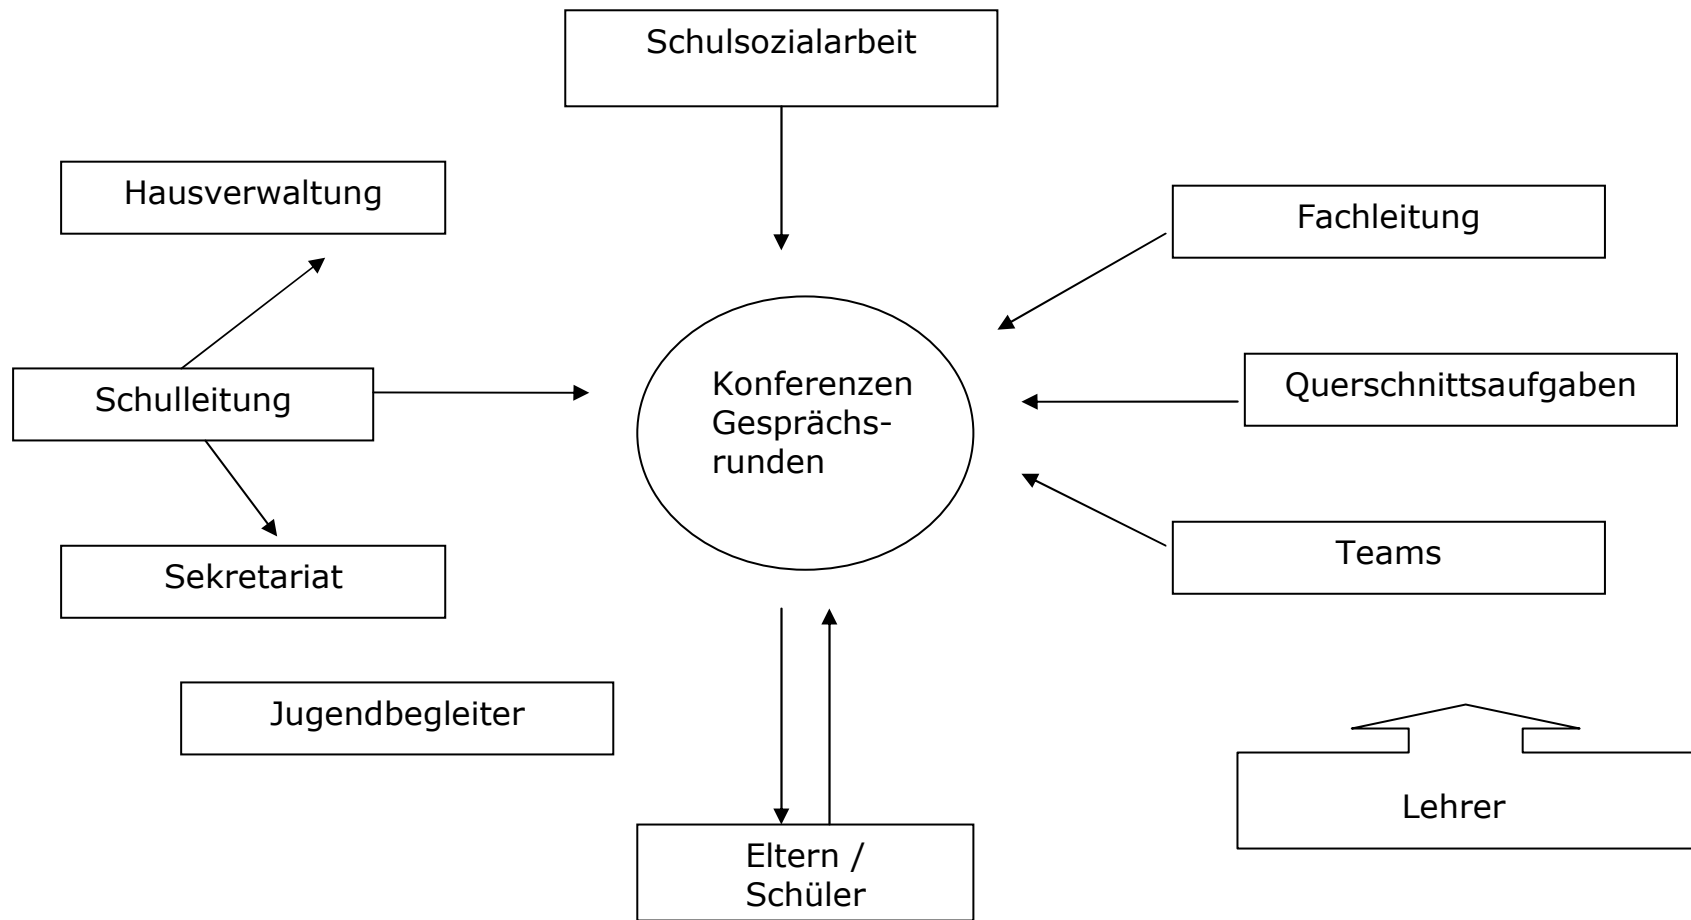 Schulsozialarbeit
Hausverwaltung
Fachleitung
Schulleitung
Konferenzen
Gesprächs-
runden
Querschnittsaufgaben
Sekretariat
Teams
Jugendbegleiter
Lehrer
Eltern /
Schüler